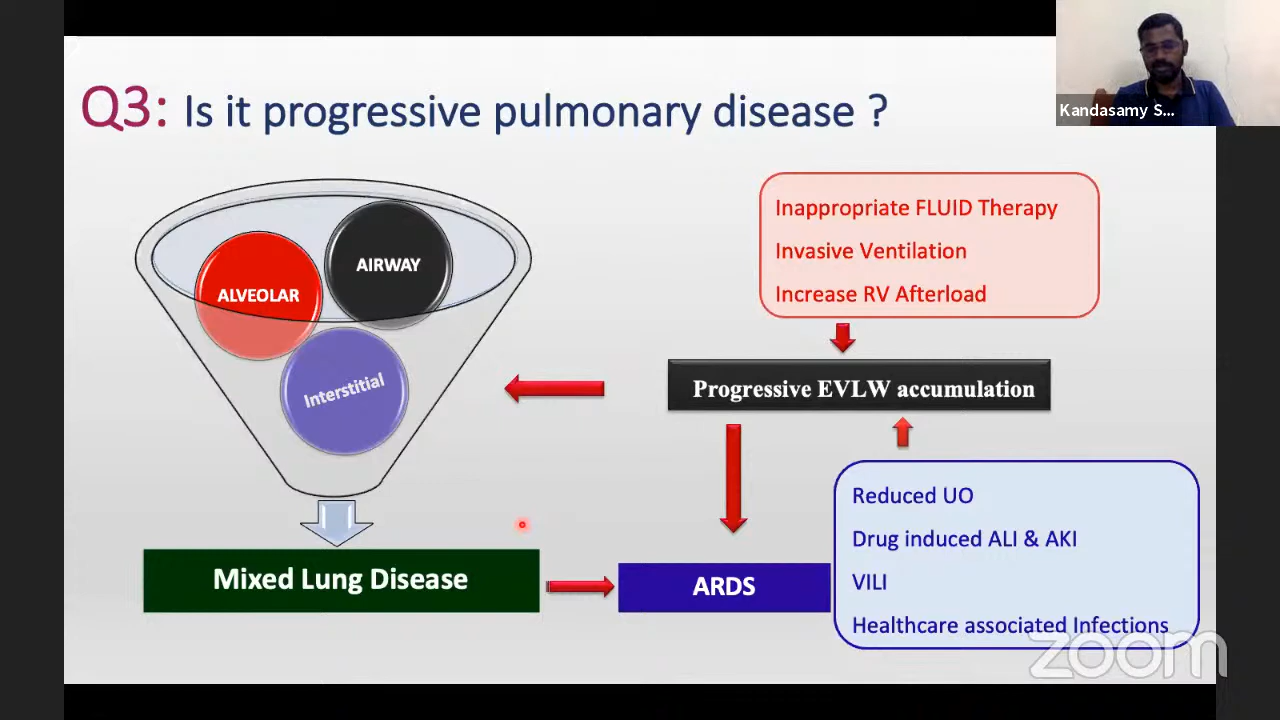 Q3: Is it progressive pulmonary disease ?
Kandasamy S...
AIRWAY
ALVEOLAR
Interstitial
Mixed Lung Disease
Inappropriate FLUID Therapy
Invasive Ventilation
Increase RV Afterload
Progressive EVLW accumulation
ARDS
Reduced UO
Drug induced ALI & AKI
VILI
Healthcare associated Infections
zoom